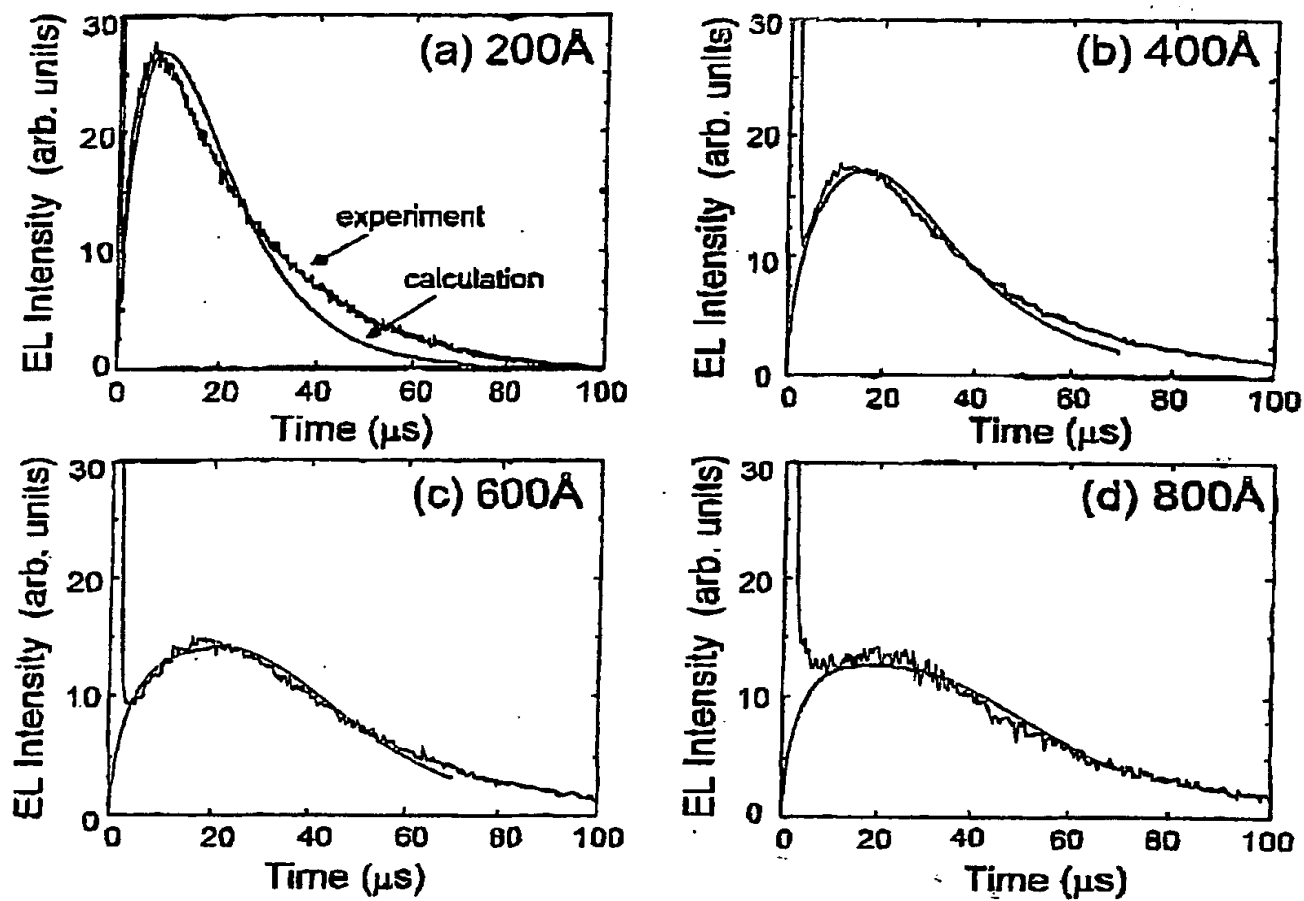 (a) 200Å
EL Intensity (arb. units)
30
20
10
0
experiment
calculation
0 20 40 60 80 100
Time (μs)
(b) 400Å
EL Intensity (arb. units)
30
20
10
0
0 20 40 60 80 100
Time (μs)
(c) 600Å
EL Intensity (arb. units)
30
20
10
0
0 20 40 60 80 100
Time (μs)
(d) 800Å
EL Intensity (arb. units)
30
20
10
0
0 20 40 60 80 100
Time (μs)